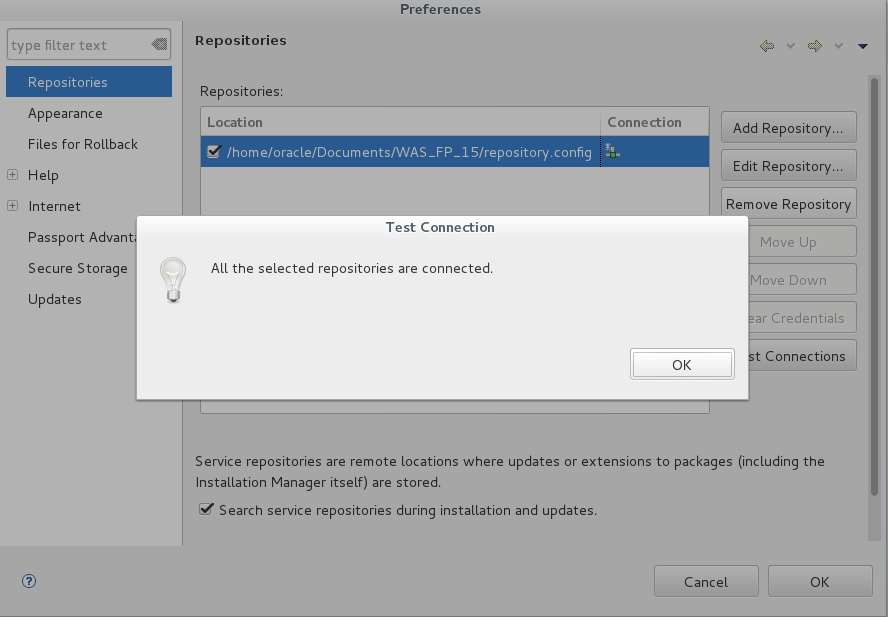 Preferences
type filter text
Repositories
Appearance
Files for Rollback
Help
Internet
Passport Advanta
Secure Storage
Updates
Repositories
Repositories:
Location Connection
/home/oracle/Documents/WAS_FP_15/repository.config
Add Repository...
Edit Repository...
Remove Repository
Move Up
Move Down
ear Credentials
st Connections
Test Connection
All the selected repositories are connected.
OK
Service repositories are remote locations where updates or extensions to packages (including the
Installation Manager itself) are stored.
Search service repositories during installation and updates.
?
Cancel
OK